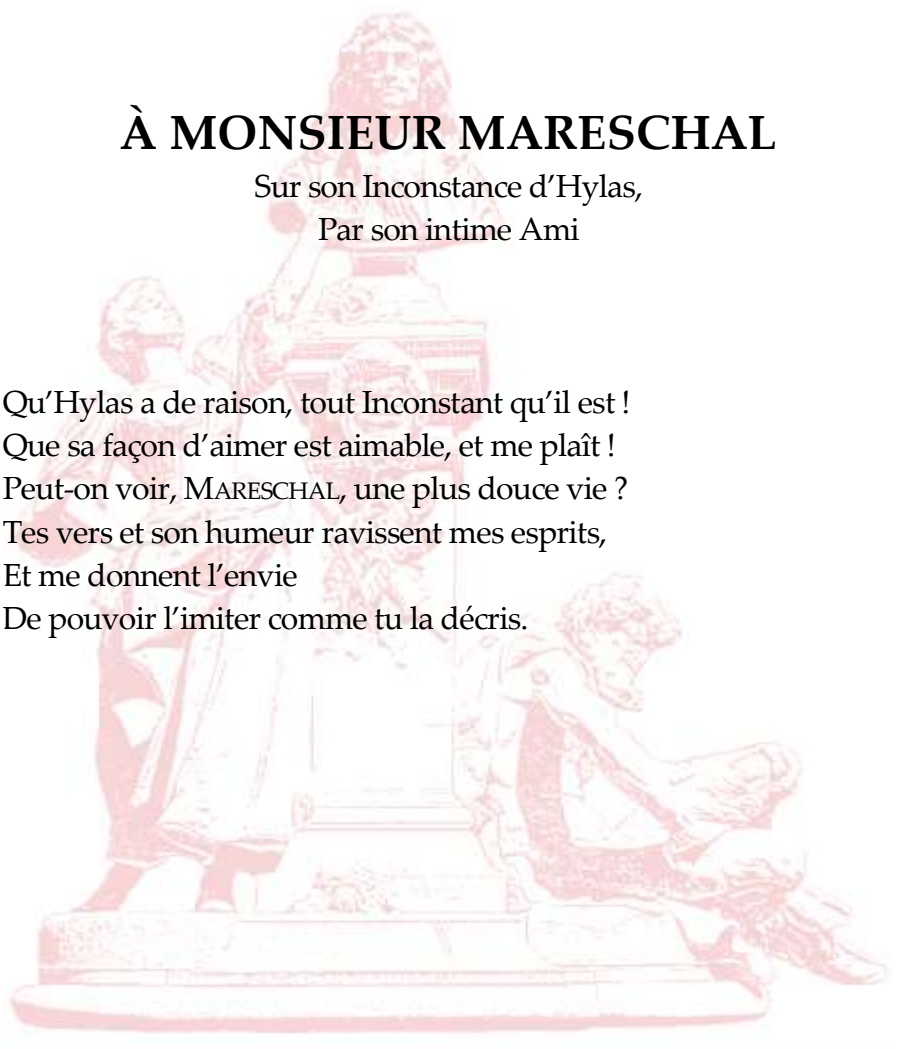 À MONSIEUR MARESCHAL
Sur son Inconstance d’Hylas,
Par son intime Ami
Qu’Hylas a de raison, tout Inconstant qu’il est !
Que sa façon d’aimer est aimable, et me plaît !
Peut-on voir, MARESCHAL, une plus douce vie ?
Tes vers et son humeur ravissent mes esprits,
Et me donnent l’envie
De pouvoir l’imiter comme tu la décris.